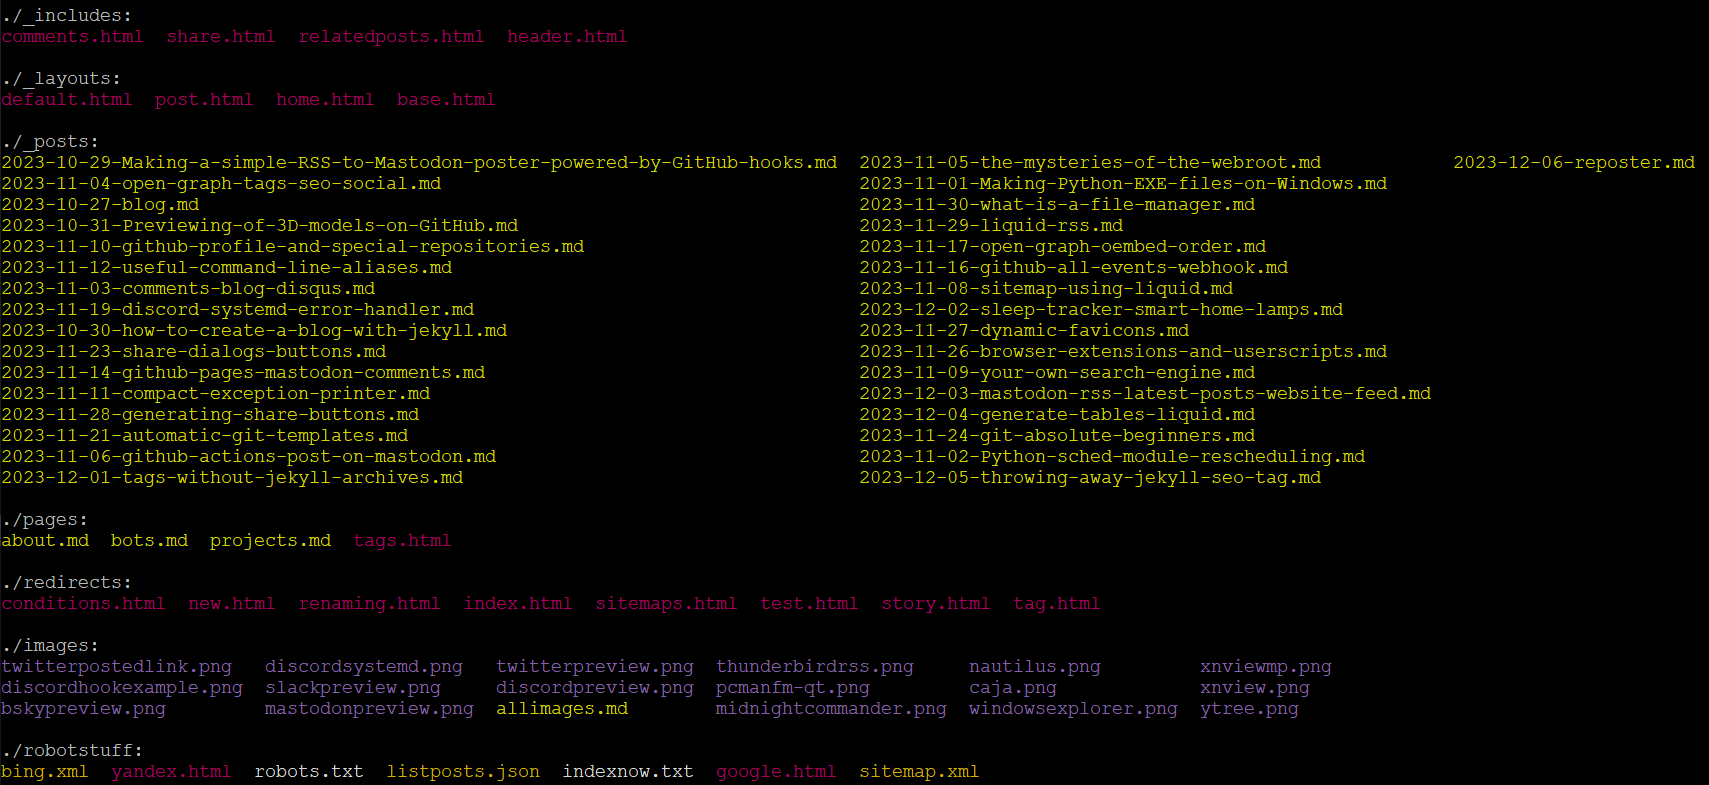 ./_includes:
comments.html  share.html  relatedposts.html  header.html

./_layouts:
default.html  post.html  home.html  base.html

./_posts:
2023-10-29-Making-a-simple-RSS-to-Mastodon-poster-powered-by-GitHub-hooks.md  2023-11-05-the-mysteries-of-the-webroot.md  2023-12-06-reposter.md
2023-11-04-open-graph-tags-seo-social.md  2023-11-01-Making-Python-EXE-files-on-Windows.md
2023-10-27-blog.md  2023-11-30-what-is-a-file-manager.md
2023-10-31-Previewing-of-3D-models-on-GitHub.md  2023-11-29-liquid-rss.md
2023-11-10-github-profile-and-special-repositories.md  2023-11-17-open-graph-oembed-order.md
2023-11-12-useful-command-line-aliases.md  2023-11-16-github-all-events-webhook.md
2023-11-03-comments-blog-disqus.md  2023-11-08-sitemap-using-liquid.md
2023-11-19-discord-systemd-error-handler.md  2023-12-02-sleep-tracker-smart-home-lamps.md
2023-10-30-how-to-create-a-blog-with-jekyll.md  2023-11-27-dynamic-favicons.md
2023-11-23-share-dialogs-buttons.md  2023-11-26-browser-extensions-and-userscripts.md
2023-11-14-github-pages-mastodon-comments.md  2023-11-09-your-own-search-engine.md
2023-11-11-compact-exception-printer.md  2023-12-03-mastodon-rss-latest-posts-website-feed.md
2023-11-28-generating-share-buttons.md  2023-12-04-generate-tables-liquid.md
2023-11-21-automatic-git-templates.md  2023-11-24-git-absolute-beginners.md
2023-11-06-github-actions-post-on-mastodon.md  2023-11-02-Python-sched-module-rescheduling.md
2023-12-01-tags-without-jekyll-archives.md  2023-12-05-throwing-away-jekyll-seo-tag.md

./pages:
about.md  bots.md  projects.md  tags.html

./redirects:
conditions.html  new.html  renaming.html  index.html  sitemaps.html  test.html  story.html  tag.html

./images:
twitterpostedlink.png  discordsystemd.png  twitterpreview.png  thunderbirdrss.png  nautilus.png  xnviewmp.png
discordhookexample.png  slackpreview.png  discordpreview.png  pcmanfm-qt.png  caja.png  xnview.png
bskypreview.png  mastodonpreview.png  allimages.md  midnightcommander.png  windowsexplorer.png  ytree.png

./robotstuff:
bing.xml  yandex.html  robots.txt  listposts.json  indexnow.txt  google.html  sitemap.xml